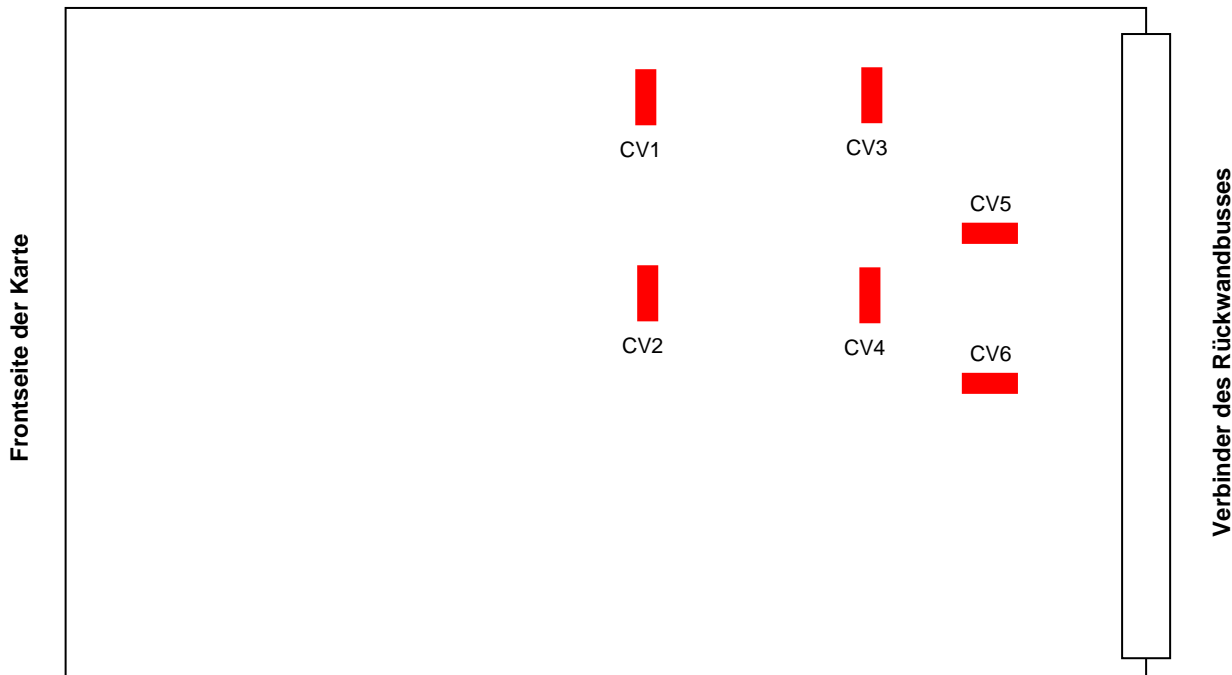 CV1
CV3
CV5
CV2
CV4
CV6
Frontseite der Karte
Verbinder des Rückwandbusses